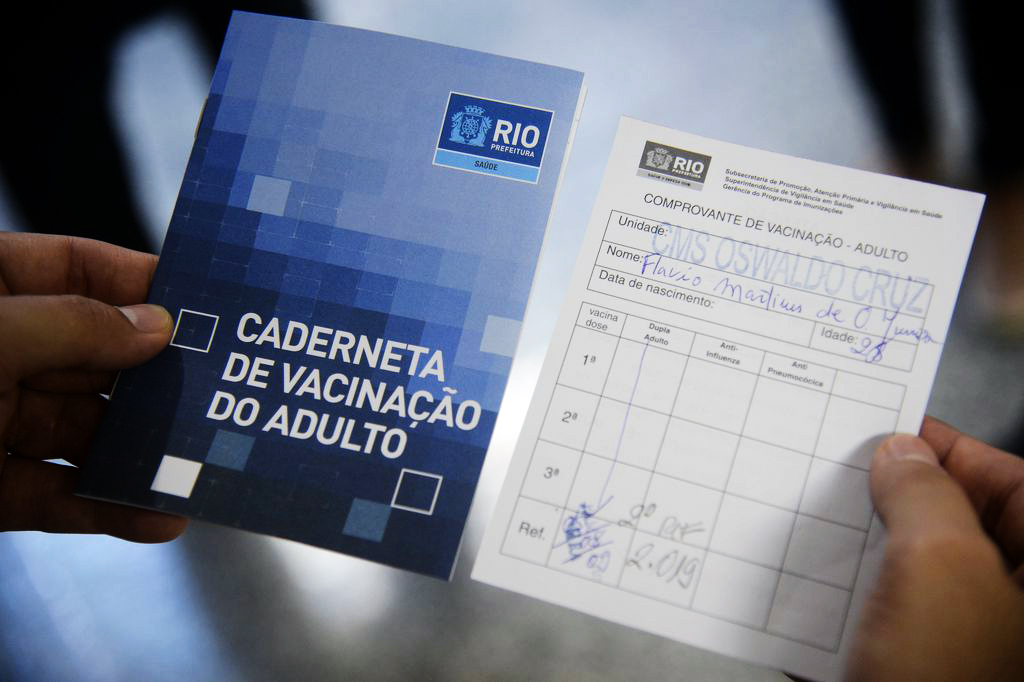 RIO
PREFEITURA
SAÚDE
CADERNETA
DE VACINAÇÃO
DO ADULTO
RIO
PREFEITURA
Subsecretaria de Promoção, Atenção Primária e Vigilância em Saúde
Superintendência de Vigilância em Saúde
Gerência do Programa de Imunizações
COMPROVANTE DE VACINAÇÃO - ADULTO
Unidade: CMS OSWALDO CRUZ
Nome: Flavio Martins de O
Data de nascimento:
Idade: 28
vacina dose
Dupla Adulto
Anti-Influenza
Anti Pneumocócica
1ª
2ª
3ª
Ref.
2º Ref
2.019